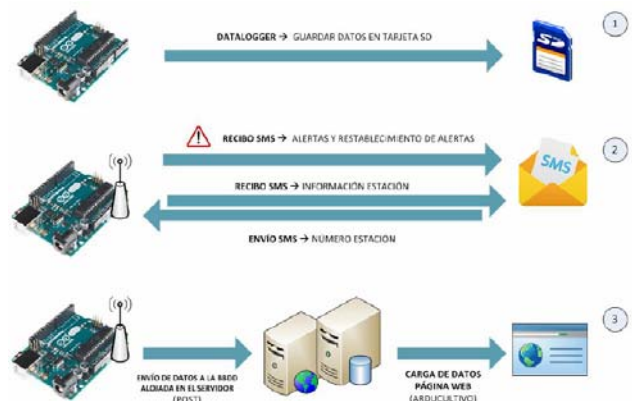 DATALOGGER → GUARDAR DATOS EN TARJETA SD
1
RECIBO SMS → ALERTAS Y RESTABLECIMIENTO DE ALERTAS
2
SMS
RECIBO SMS → INFORMACIÓN ESTACIÓN
ENVÍO SMS → NÚMERO ESTACIÓN
3
ENVÍO DE DATOS A LA BBDD
ALOJADA EN EL SERVIDOR
(POST)
CARGA DE DATOS
PÁGINA WEB
(ARDUCULTIVO)